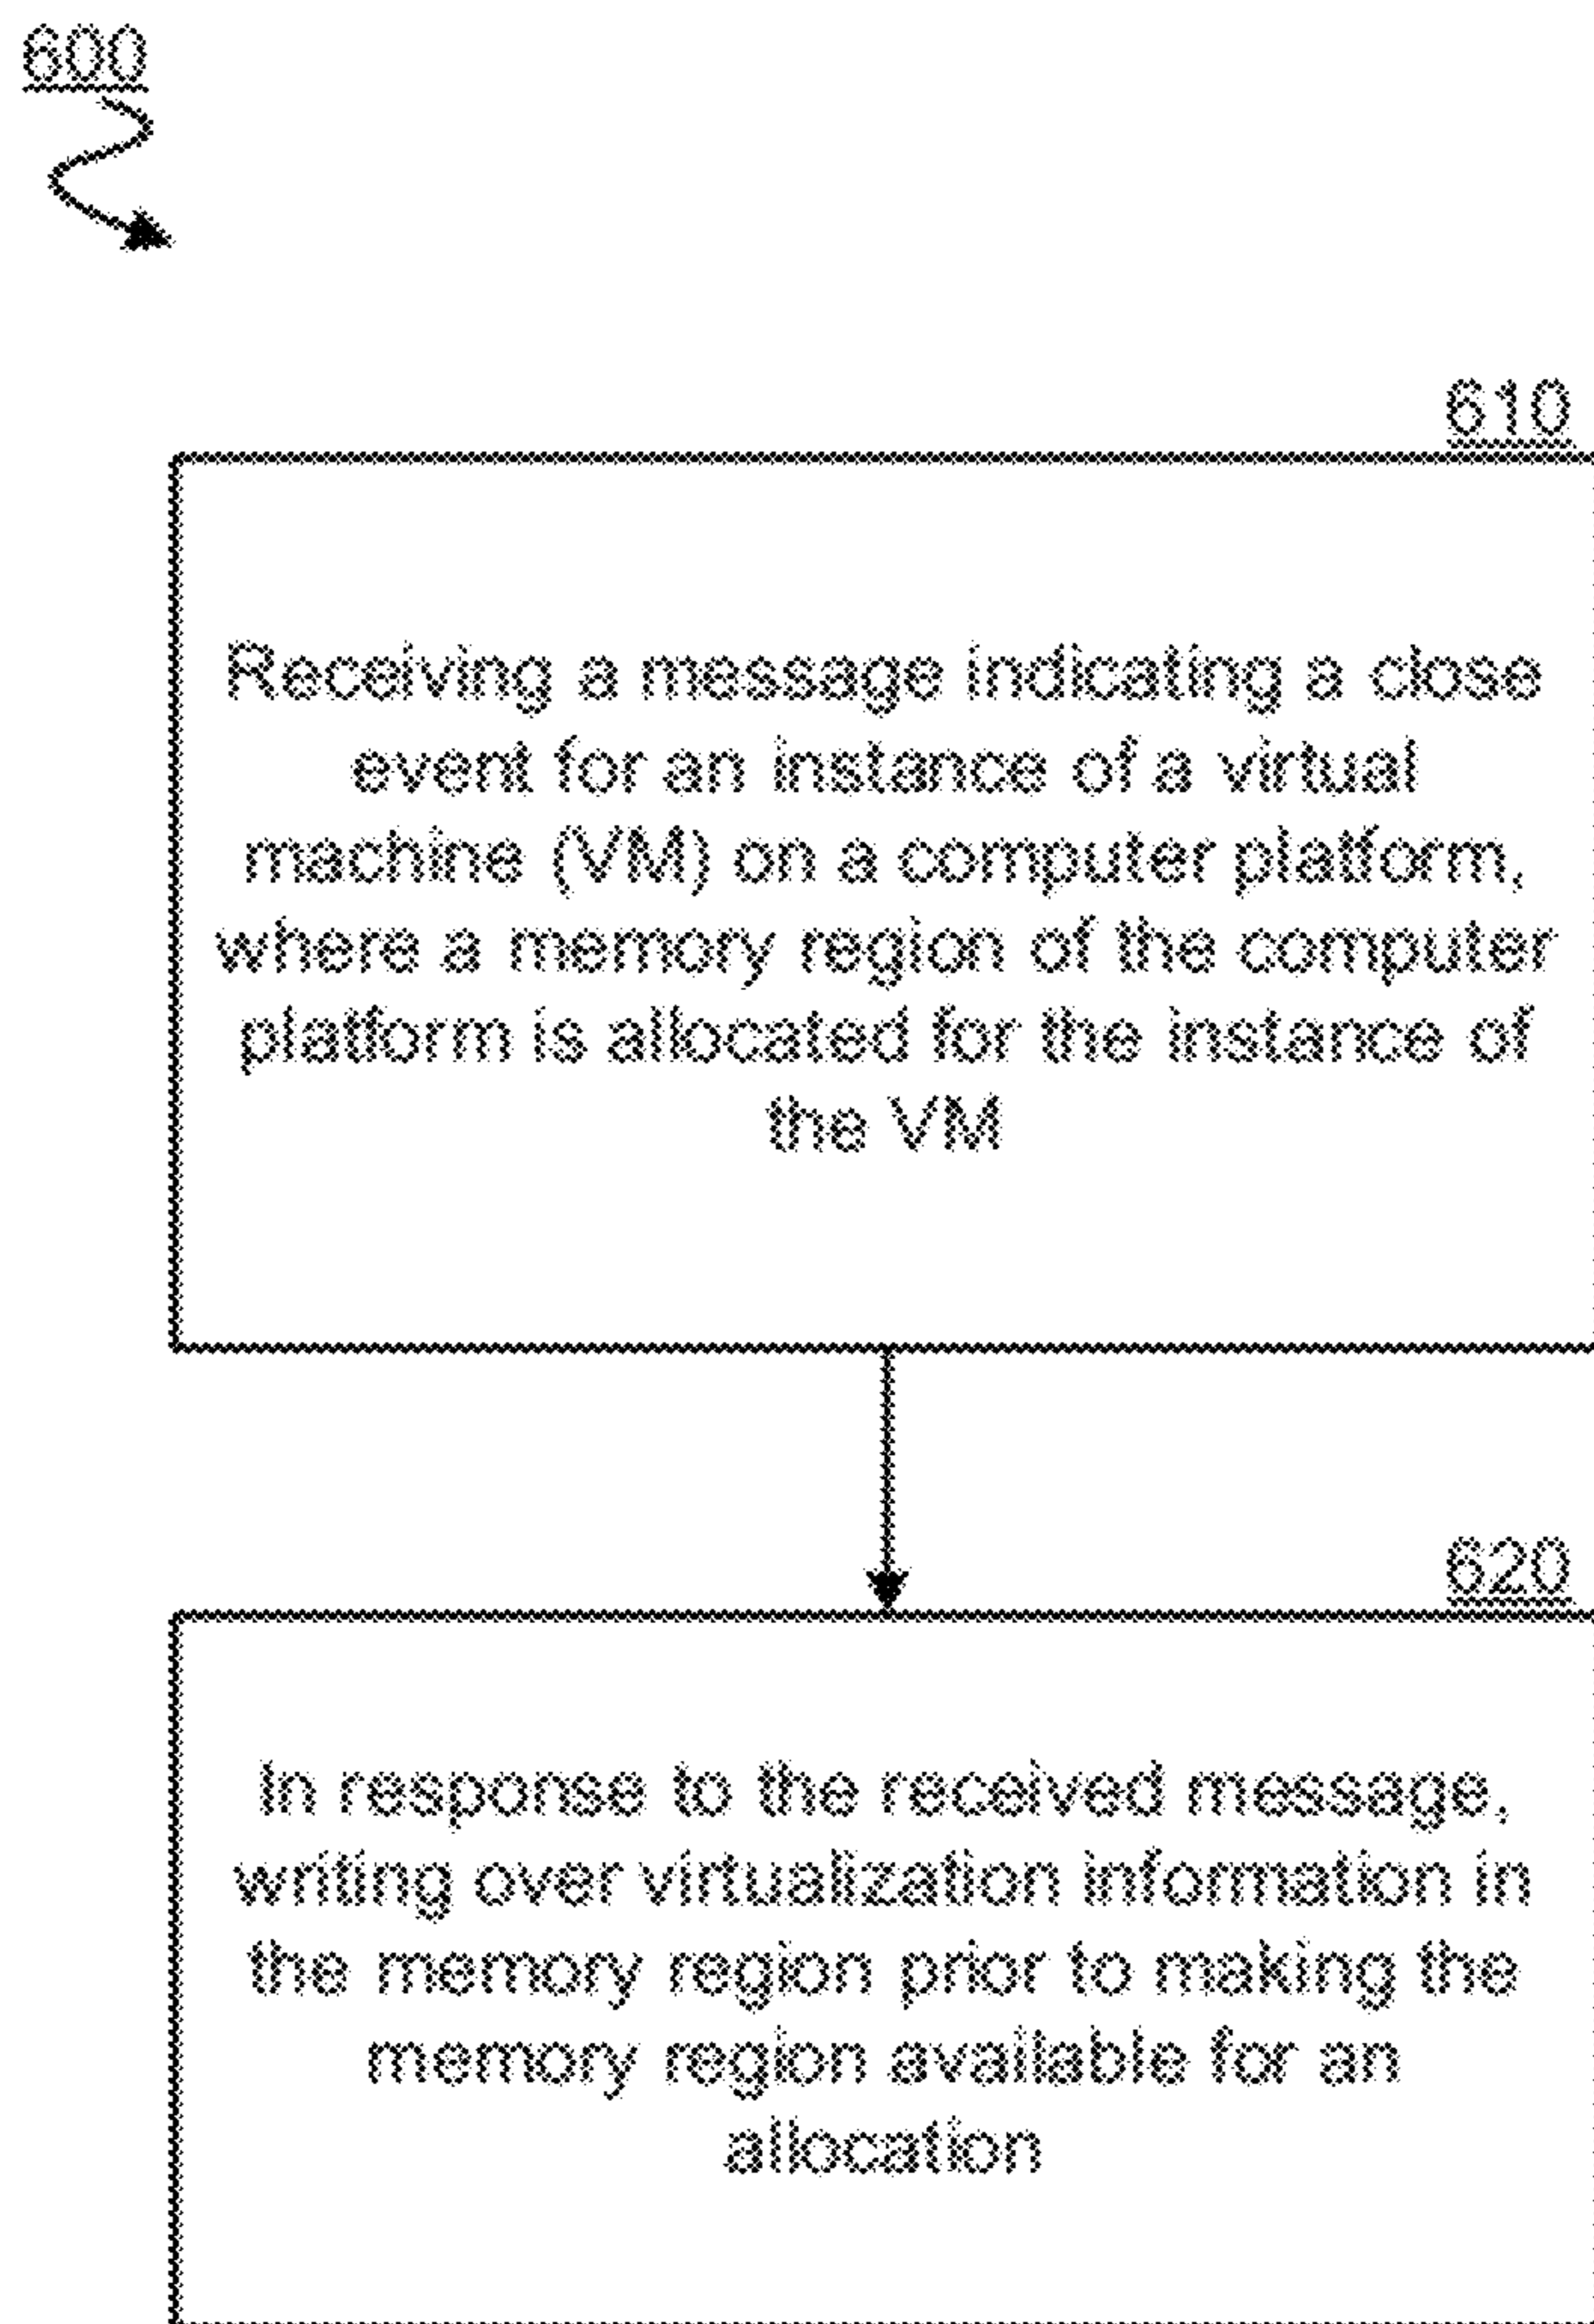 600
610
Receiving a message indicating a close
event for an instance of a virtual
machine (VM) on a computer platform,
where a memory region of the computer
platform is allocated for the instance of
the VM
620
In response to the received message,
writing over virtualization information in
the memory region prior to making the
memory region available for an
allocation